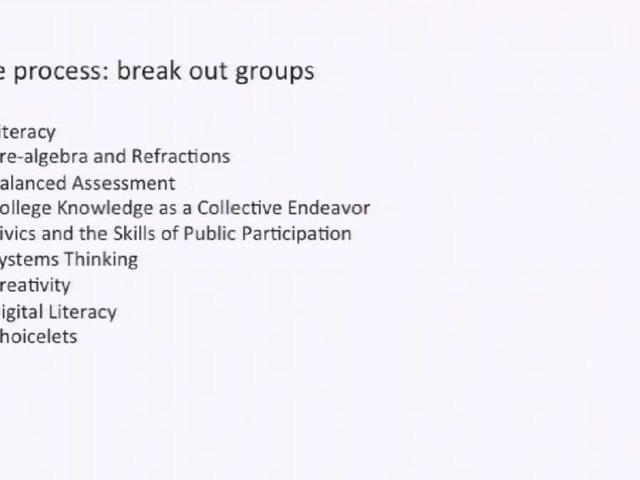 e process: break out groups
iteracy
re-algebra and Refractions
alanced Assessment
ollege Knowledge as a Collective Endeavor
ivics and the Skills of Public Participation
ystems Thinking
reativity
igital Literacy
hoicelets